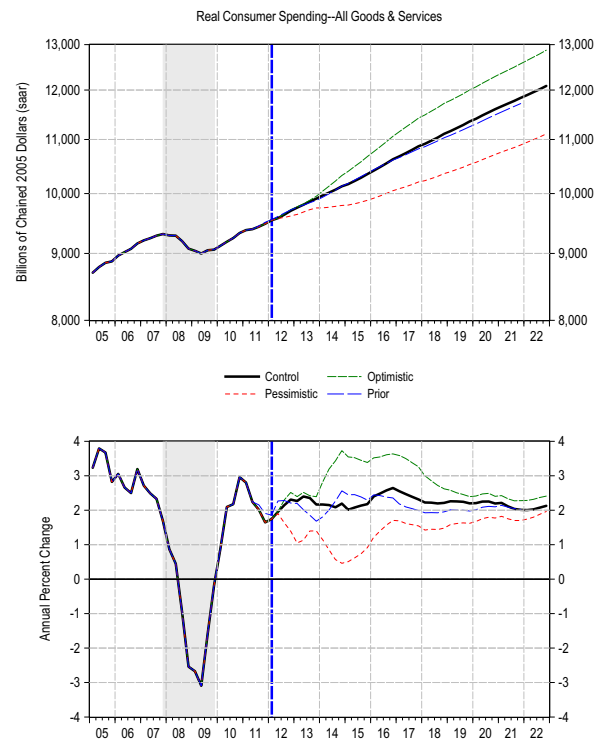 Real Consumer Spending--All Goods & Services
Billions of Chained 2005 Dollars (saar)
13,000 13,000
12,000 12,000
11,000 11,000
10,000 10,000
9,000 9,000
8,000 8,000
05 06 07 08 09 10 11 12 13 14 15 16 17 18 19 20 21 22
Control Optimistic
Pessimistic Prior
Annual Percent Change
4 4
3 3
2 2
1 1
0 0
-1 -1
-2 -2
-3 -3
-4 -4
05 06 07 08 09 10 11 12 13 14 15 16 17 18 19 20 21 22